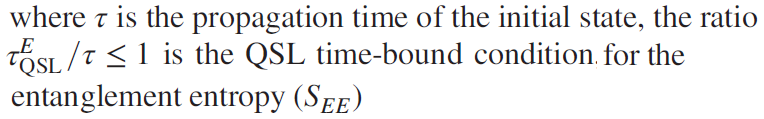 where τ is the propagation time of the initial state, the ratio
τ^E_QSL/τ ≤ 1 is the QSL time-bound condition for the
entanglement entropy (S_EE)